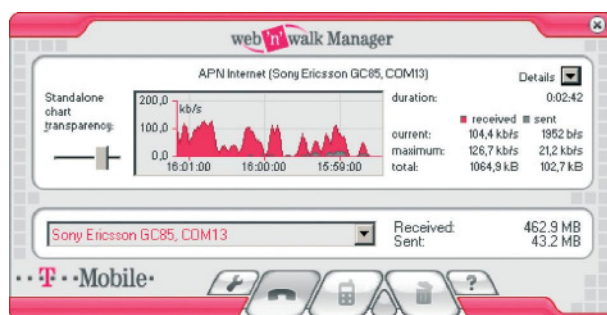 web'n'walk Manager
APN Internet (Sony Ericsson GC85, COM13)
Details
Standalone chart transparency:
200,0
kb/s
100,0
0,0
16:01:00 16:00:00 15:59:00
duration: 0:02:42
received sent
current: 104,4 kb/s 1952 b/s
maximum: 126,7 kb/s 21,2 kb/s
total: 1064,9 kB 102,7 kB
Sony Ericsson GC85, COM13
Received: 462.9 MB
Sent: 43.2 MB
··T··Mobile·
?